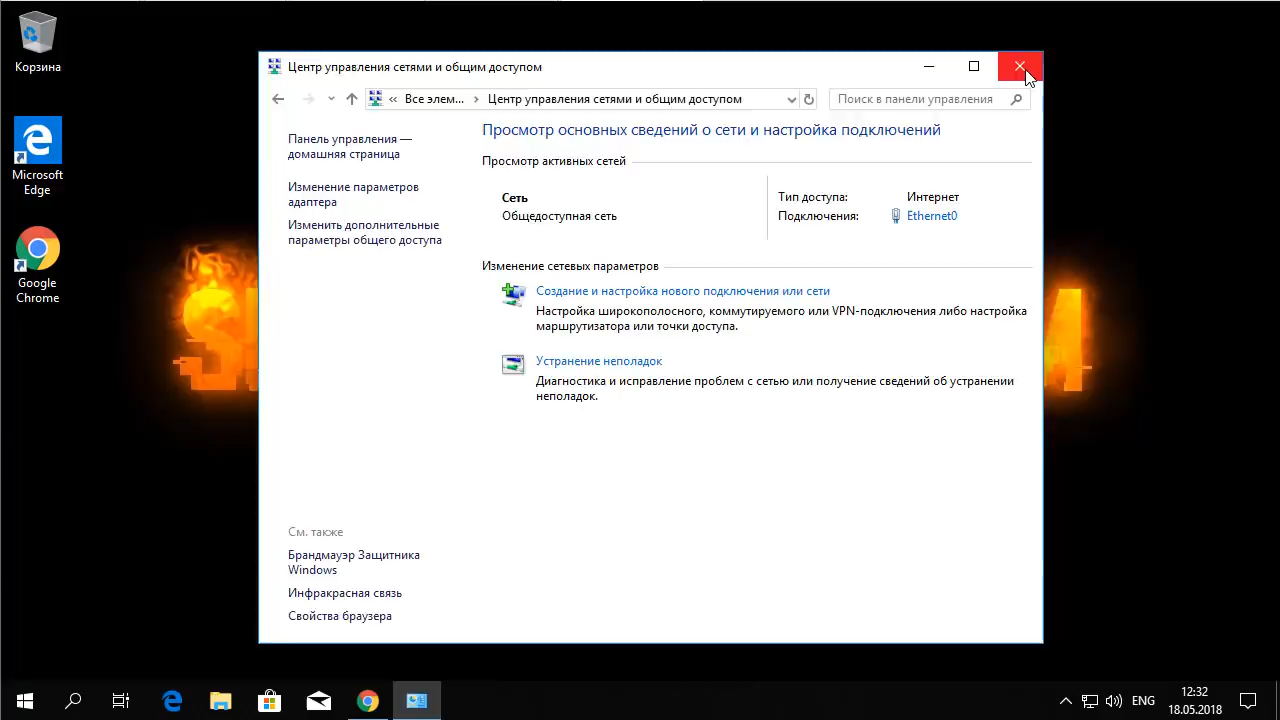 Корзина
Microsoft
Edge
Google
Chrome
Центр управления сетями и общим доступом
« Все элем... › Центр управления сетями и общим доступом
Поиск в панели управления
Панель управления —
домашняя страница
Изменение параметров
адаптера
Изменить дополнительные
параметры общего доступа
Просмотр основных сведений о сети и настройка подключений
Просмотр активных сетей
Сеть
Общедоступная сеть
Тип доступа: Интернет
Подключения: Ethernet0
Изменение сетевых параметров
Создание и настройка нового подключения или сети
Настройка широкополосного, коммутируемого или VPN-подключения либо настройка
маршрутизатора или точки доступа.
Устранение неполадок
Диагностика и исправление проблем с сетью или получение сведений об устранении
неполадок.
См. также
Брандмауэр Защитника
Windows
Инфракрасная связь
Свойства браузера
ENG
12:32
18.05.2018